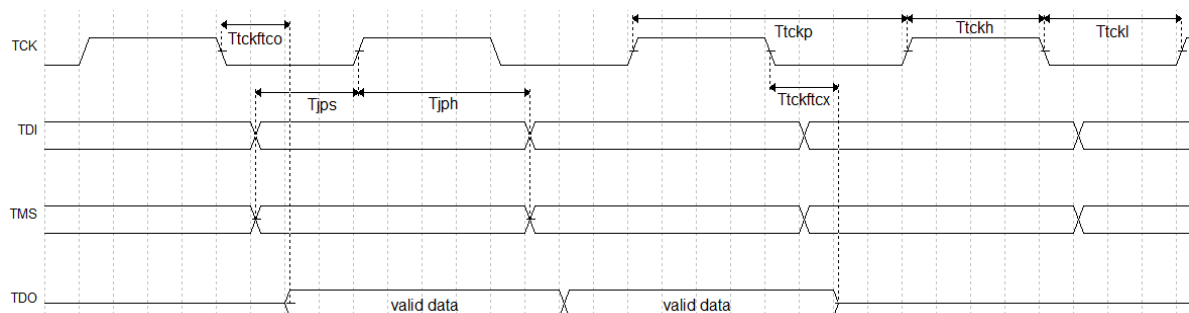 TCK
Ttckftco
Ttckp
Ttckh
Ttckl
Tjps
Tjph
Ttckftcx
TDI
TMS
TDO
valid data
valid data